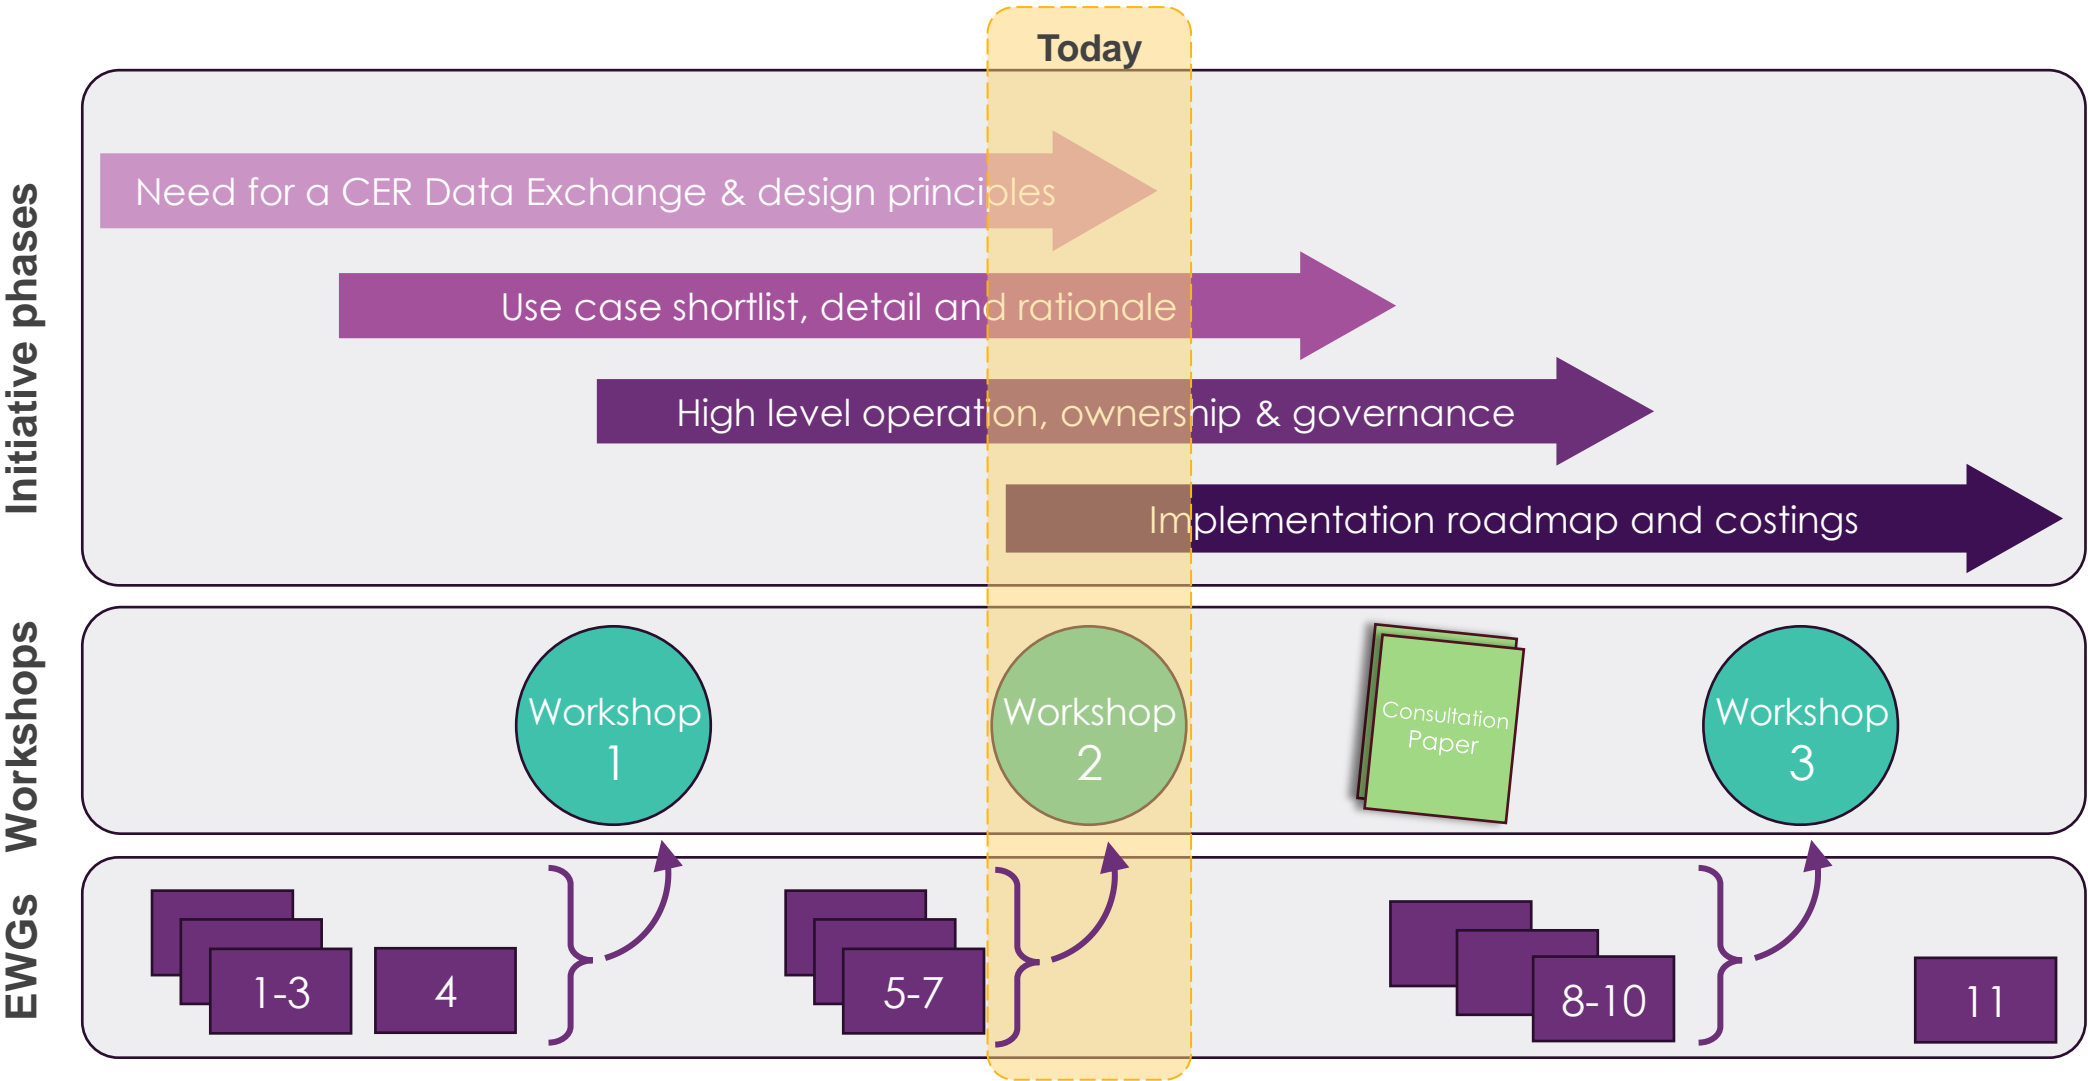 Today
Initiative phases
Need for a CER Data Exchange & design principles
Use case shortlist, detail and rationale
High level operation, ownership & governance
Implementation roadmap and costings
Workshops
Workshop
1
Workshop
2
Consultation
Paper
Workshop
3
EWGs
1-3
4
5-7
8-10
11